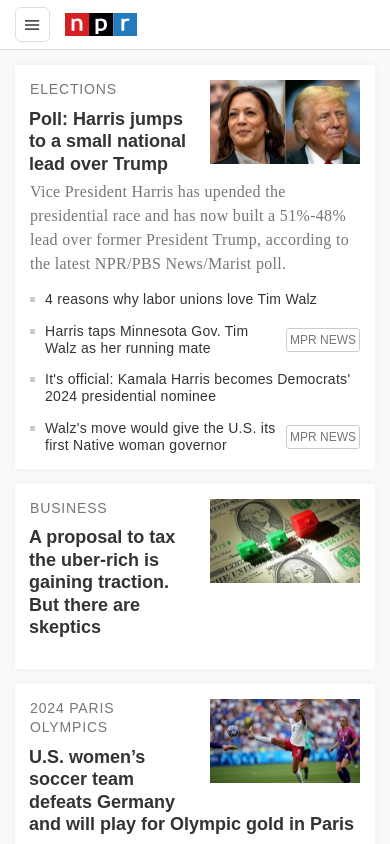 npr
ELECTIONS
Poll: Harris jumps
to a small national
lead over Trump
Vice President Harris has upended the
presidential race and has now built a 51%-48%
lead over former President Trump, according to
the latest NPR/PBS News/Marist poll.
4 reasons why labor unions love Tim Walz
Harris taps Minnesota Gov. Tim
Walz as her running mate
MPR NEWS
It's official: Kamala Harris becomes Democrats'
2024 presidential nominee
Walz's move would give the U.S. its
first Native woman governor
MPR NEWS
BUSINESS
A proposal to tax
the uber-rich is
gaining traction.
But there are
skeptics
2024 PARIS
OLYMPICS
U.S. women’s
soccer team
defeats Germany
and will play for Olympic gold in Paris